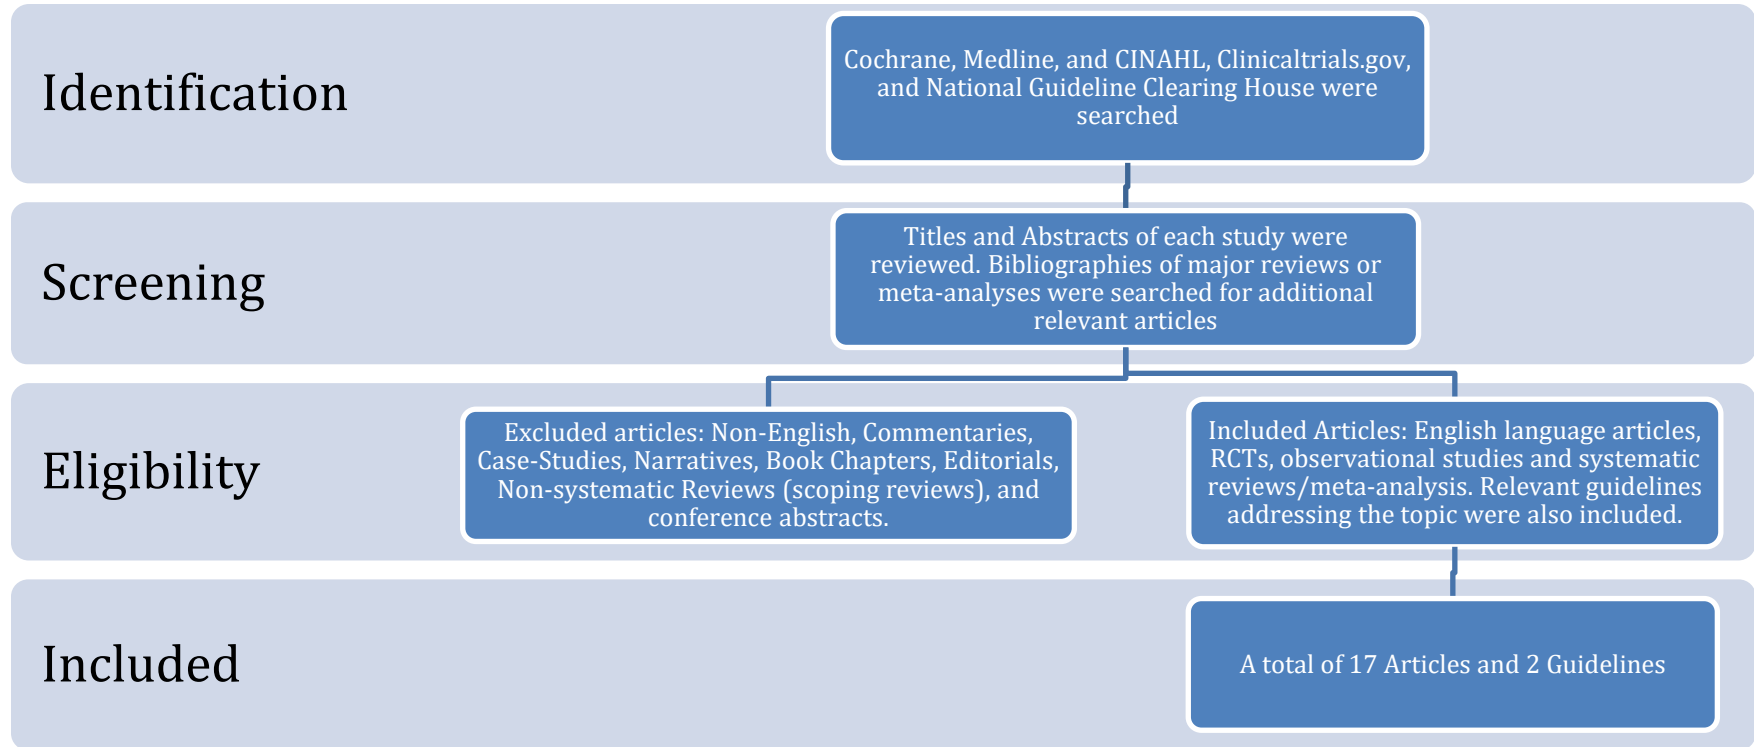 Identification
Cochrane, Medline, and CINAHL, Clinicaltrials.gov,
and National Guideline Clearing House were
searched
Screening
Titles and Abstracts of each study were
reviewed. Bibliographies of major reviews or
meta-analyses were searched for additional
relevant articles
Eligibility
Excluded articles: Non-English, Commentaries,
Case-Studies, Narratives, Book Chapters, Editorials,
Non-systematic Reviews (scoping reviews), and
conference abstracts.
Included Articles: English language articles,
RCTs, observational studies and systematic
reviews/meta-analysis. Relevant guidelines
addressing the topic were also included.
Included
A total of 17 Articles and 2 Guidelines